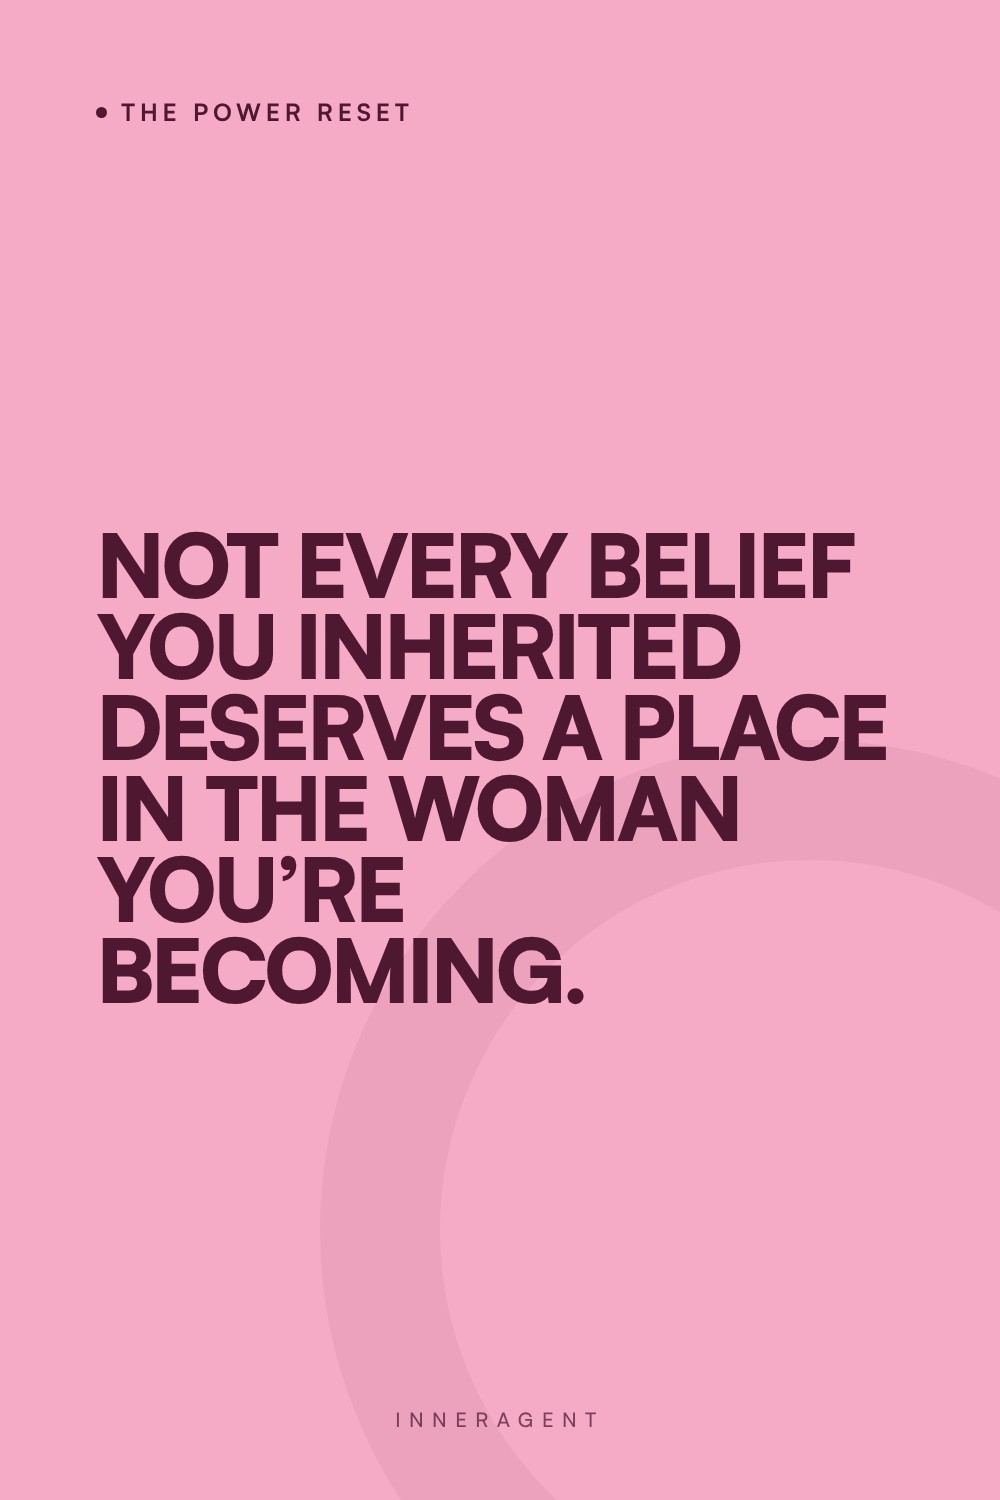 • THE POWER RESET
NOT EVERY BELIEF
YOU INHERITED
DESERVES A PLACE
IN THE WOMAN
YOU’RE
BECOMING.
INNERAGENT